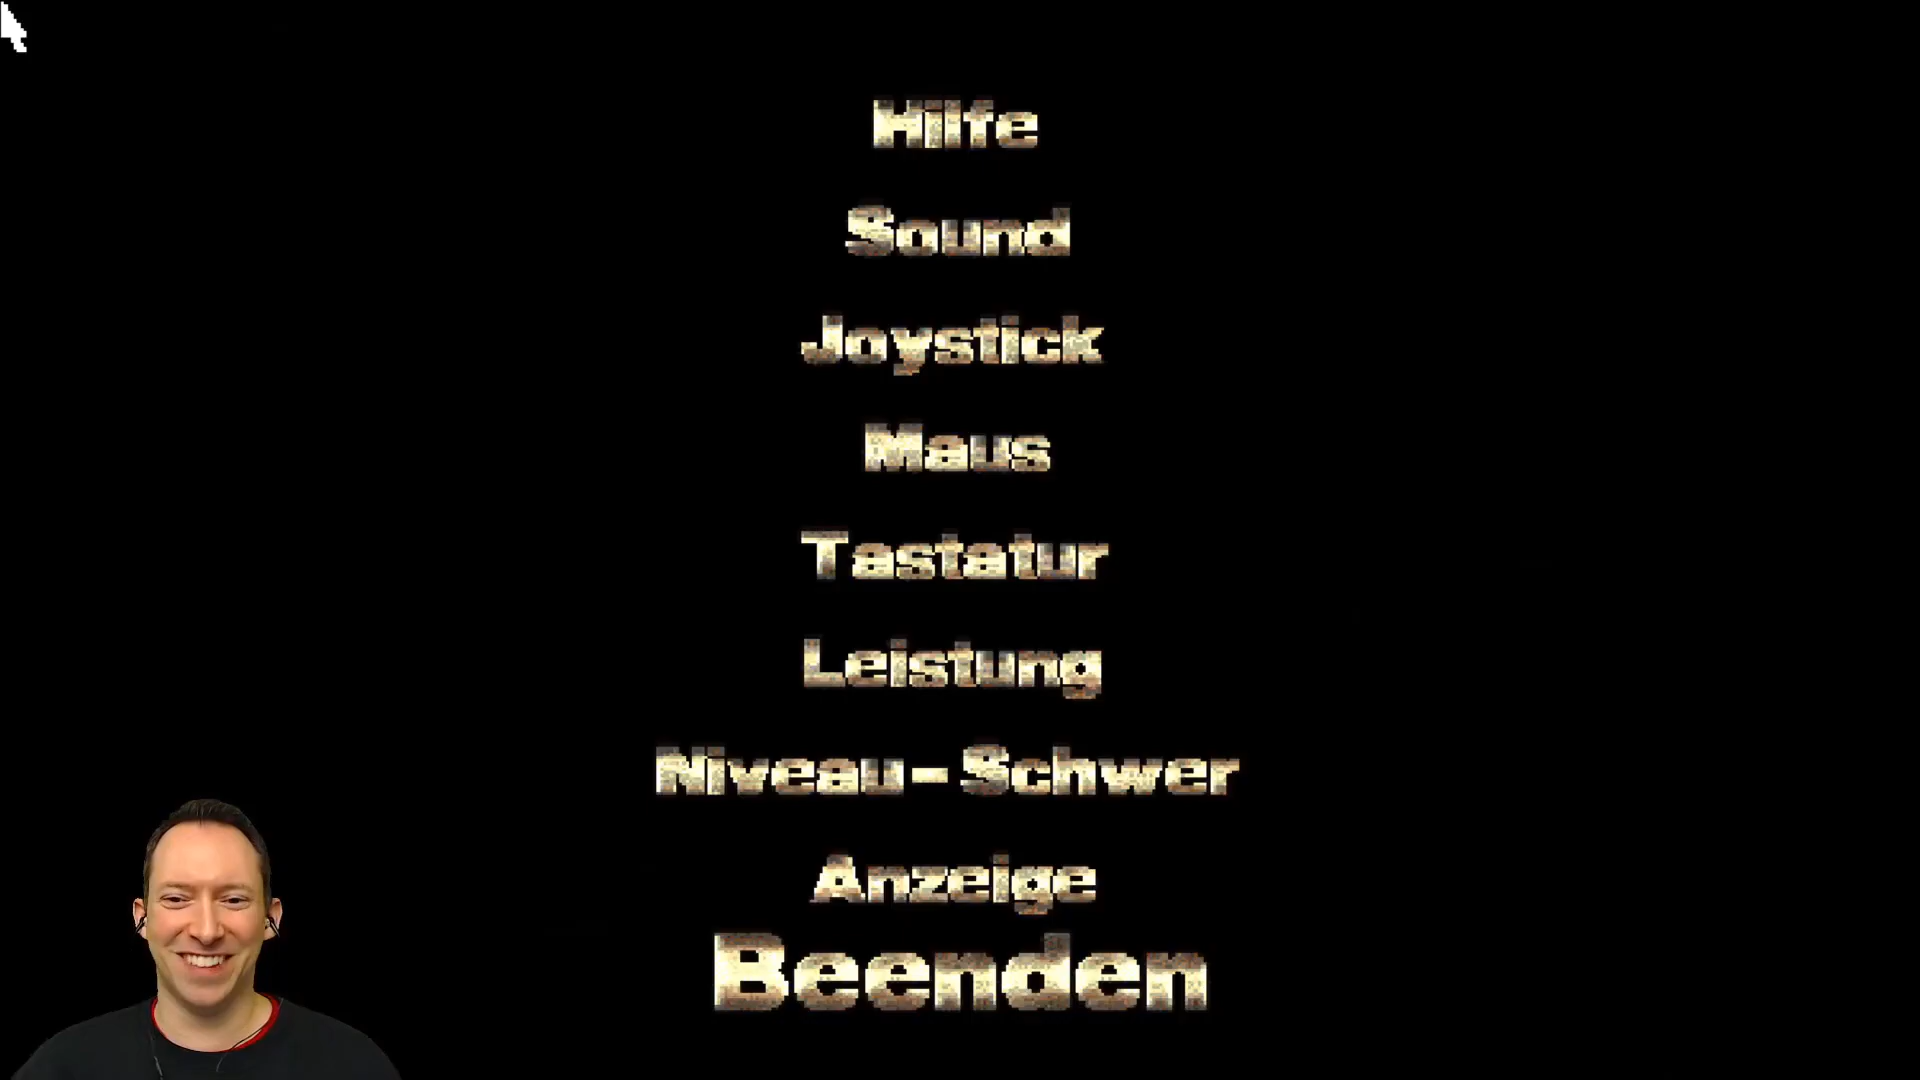 Hilfe
Sound
Joystick
Maus
Tastatur
Leistung
Niveau-Schwer
Anzeige
Beenden